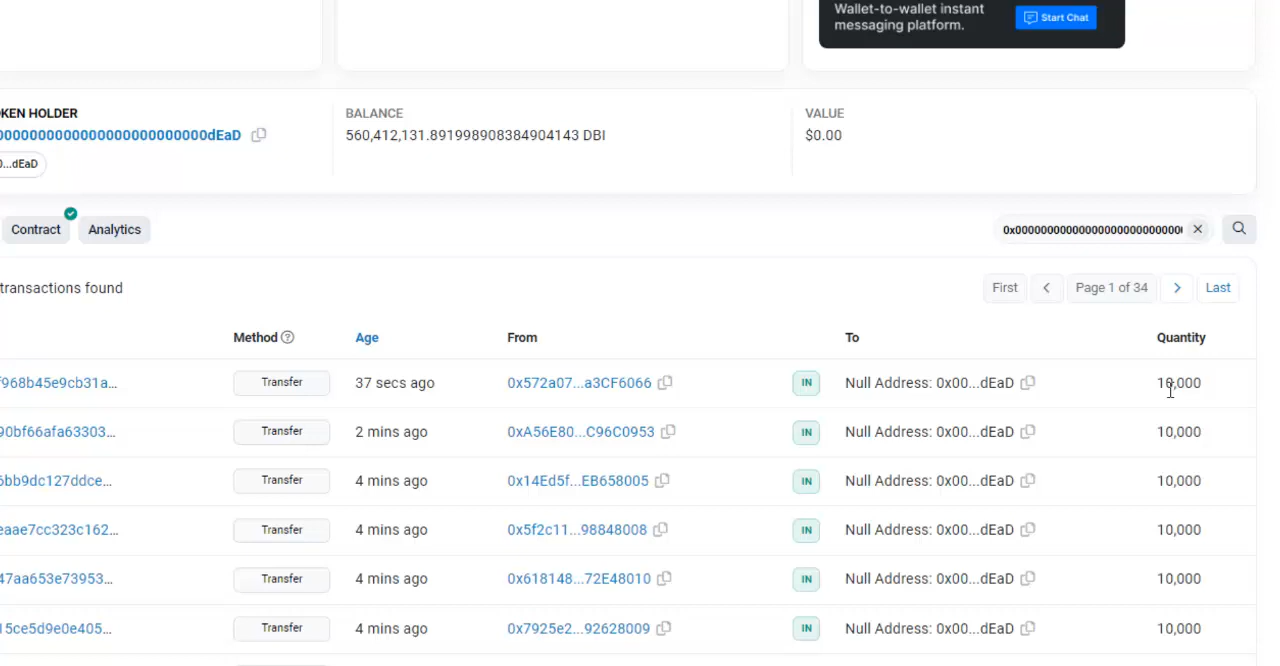 Wallet-to-wallet instant
messaging platform.
Start Chat
KEN HOLDER
00000000000000000000000000dEaD
0...dEaD
BALANCE
560,412,131.891998908384904143 DBI
VALUE
$0.00
Contract
Analytics
0x00000000000000000000000000
transactions found
First
Page 1 of 34
Last
Method
Age
From
To
Quantity
f968b45e9cb31a... Transfer 37 secs ago 0x572a07...a3CF6066 IN Null Address: 0x00...dEaD 10,000
90bf66afa63303... Transfer 2 mins ago 0xA56E80...C96C0953 IN Null Address: 0x00...dEaD 10,000
6bb9dc127ddce... Transfer 4 mins ago 0x14Ed5f...EB658005 IN Null Address: 0x00...dEaD 10,000
eaae7cc323c162... Transfer 4 mins ago 0x5f2c11...98848008 IN Null Address: 0x00...dEaD 10,000
47aa653e73953... Transfer 4 mins ago 0x618148...72E48010 IN Null Address: 0x00...dEaD 10,000
15ce5d9e0e405... Transfer 4 mins ago 0x7925e2...92628009 IN Null Address: 0x00...dEaD 10,000